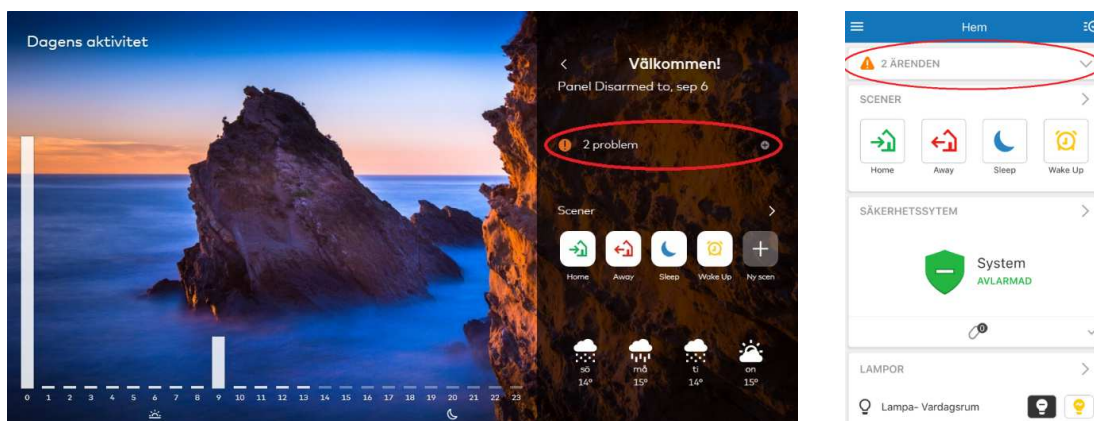 Dagens aktivitet
0 1 2 3 4 5 6 7 8 9 10 11 12 13 14 15 16 17 18 19 20 21 22 23
Välkommen!
Panel Disarmed to, sep 6
2 problem
Scener
Home Away Sleep Wake Up Ny scen
sö må ti on
14° 15° 14° 15°
Hem
2 ÄRENDEN
SCENER
Home Away Sleep Wake Up
SÄKERHETSSYTEM
System
AVLARMAD
0
LAMPOR
Lampa- Vardagsrum